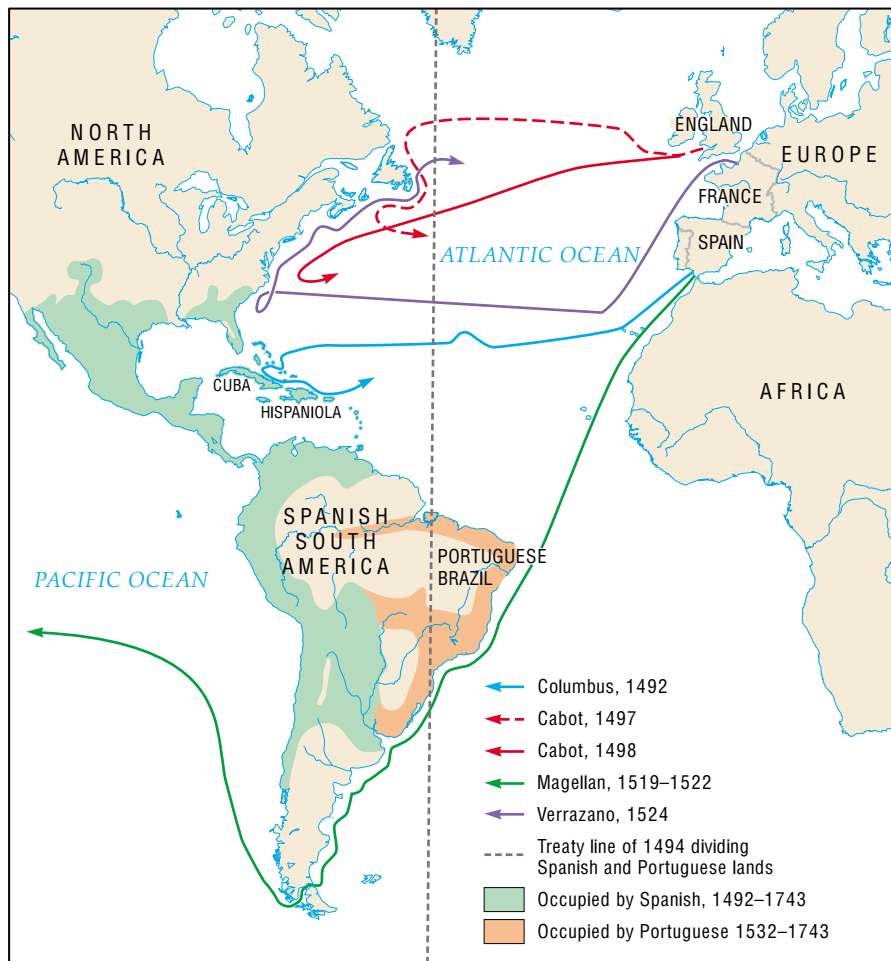 NORTH
AMERICA
ENGLAND
EUROPE
FRANCE
SPAIN
ATLANTIC OCEAN
CUBA
HISPANIOLA
AFRICA
SPANISH
SOUTH
AMERICA
PORTUGUESE
BRAZIL
PACIFIC OCEAN
Columbus, 1492
Cabot, 1497
Cabot, 1498
Magellan, 1519–1522
Verrazano, 1524
Treaty line of 1494 dividing
Spanish and Portuguese lands
Occupied by Spanish, 1492–1743
Occupied by Portuguese 1532–1743